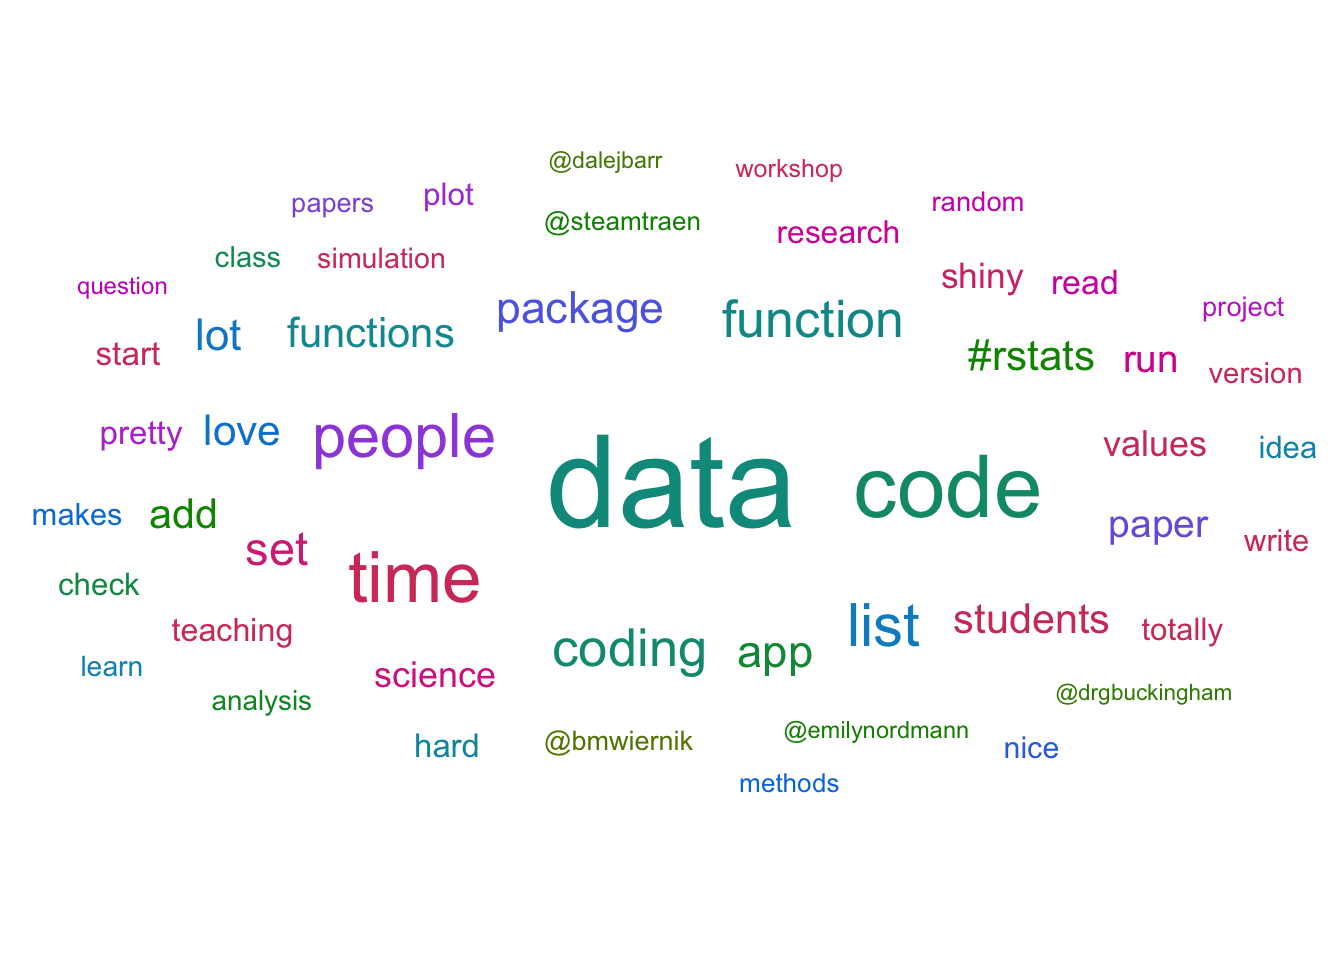 @dalejbarr
workshop
papers
plot
random
@steamtraen
research
class
simulation
shiny
read
question
package
function
project
lot
functions
start
#rstats
run
version
pretty
love
people
values
idea
data
code
makes
add
set
paper
write
time
check
teaching
list
students
totally
learn
science
coding
app
analysis
@drgbuckingham
hard
@bmwiernik
@emilynordmann
nice
methods